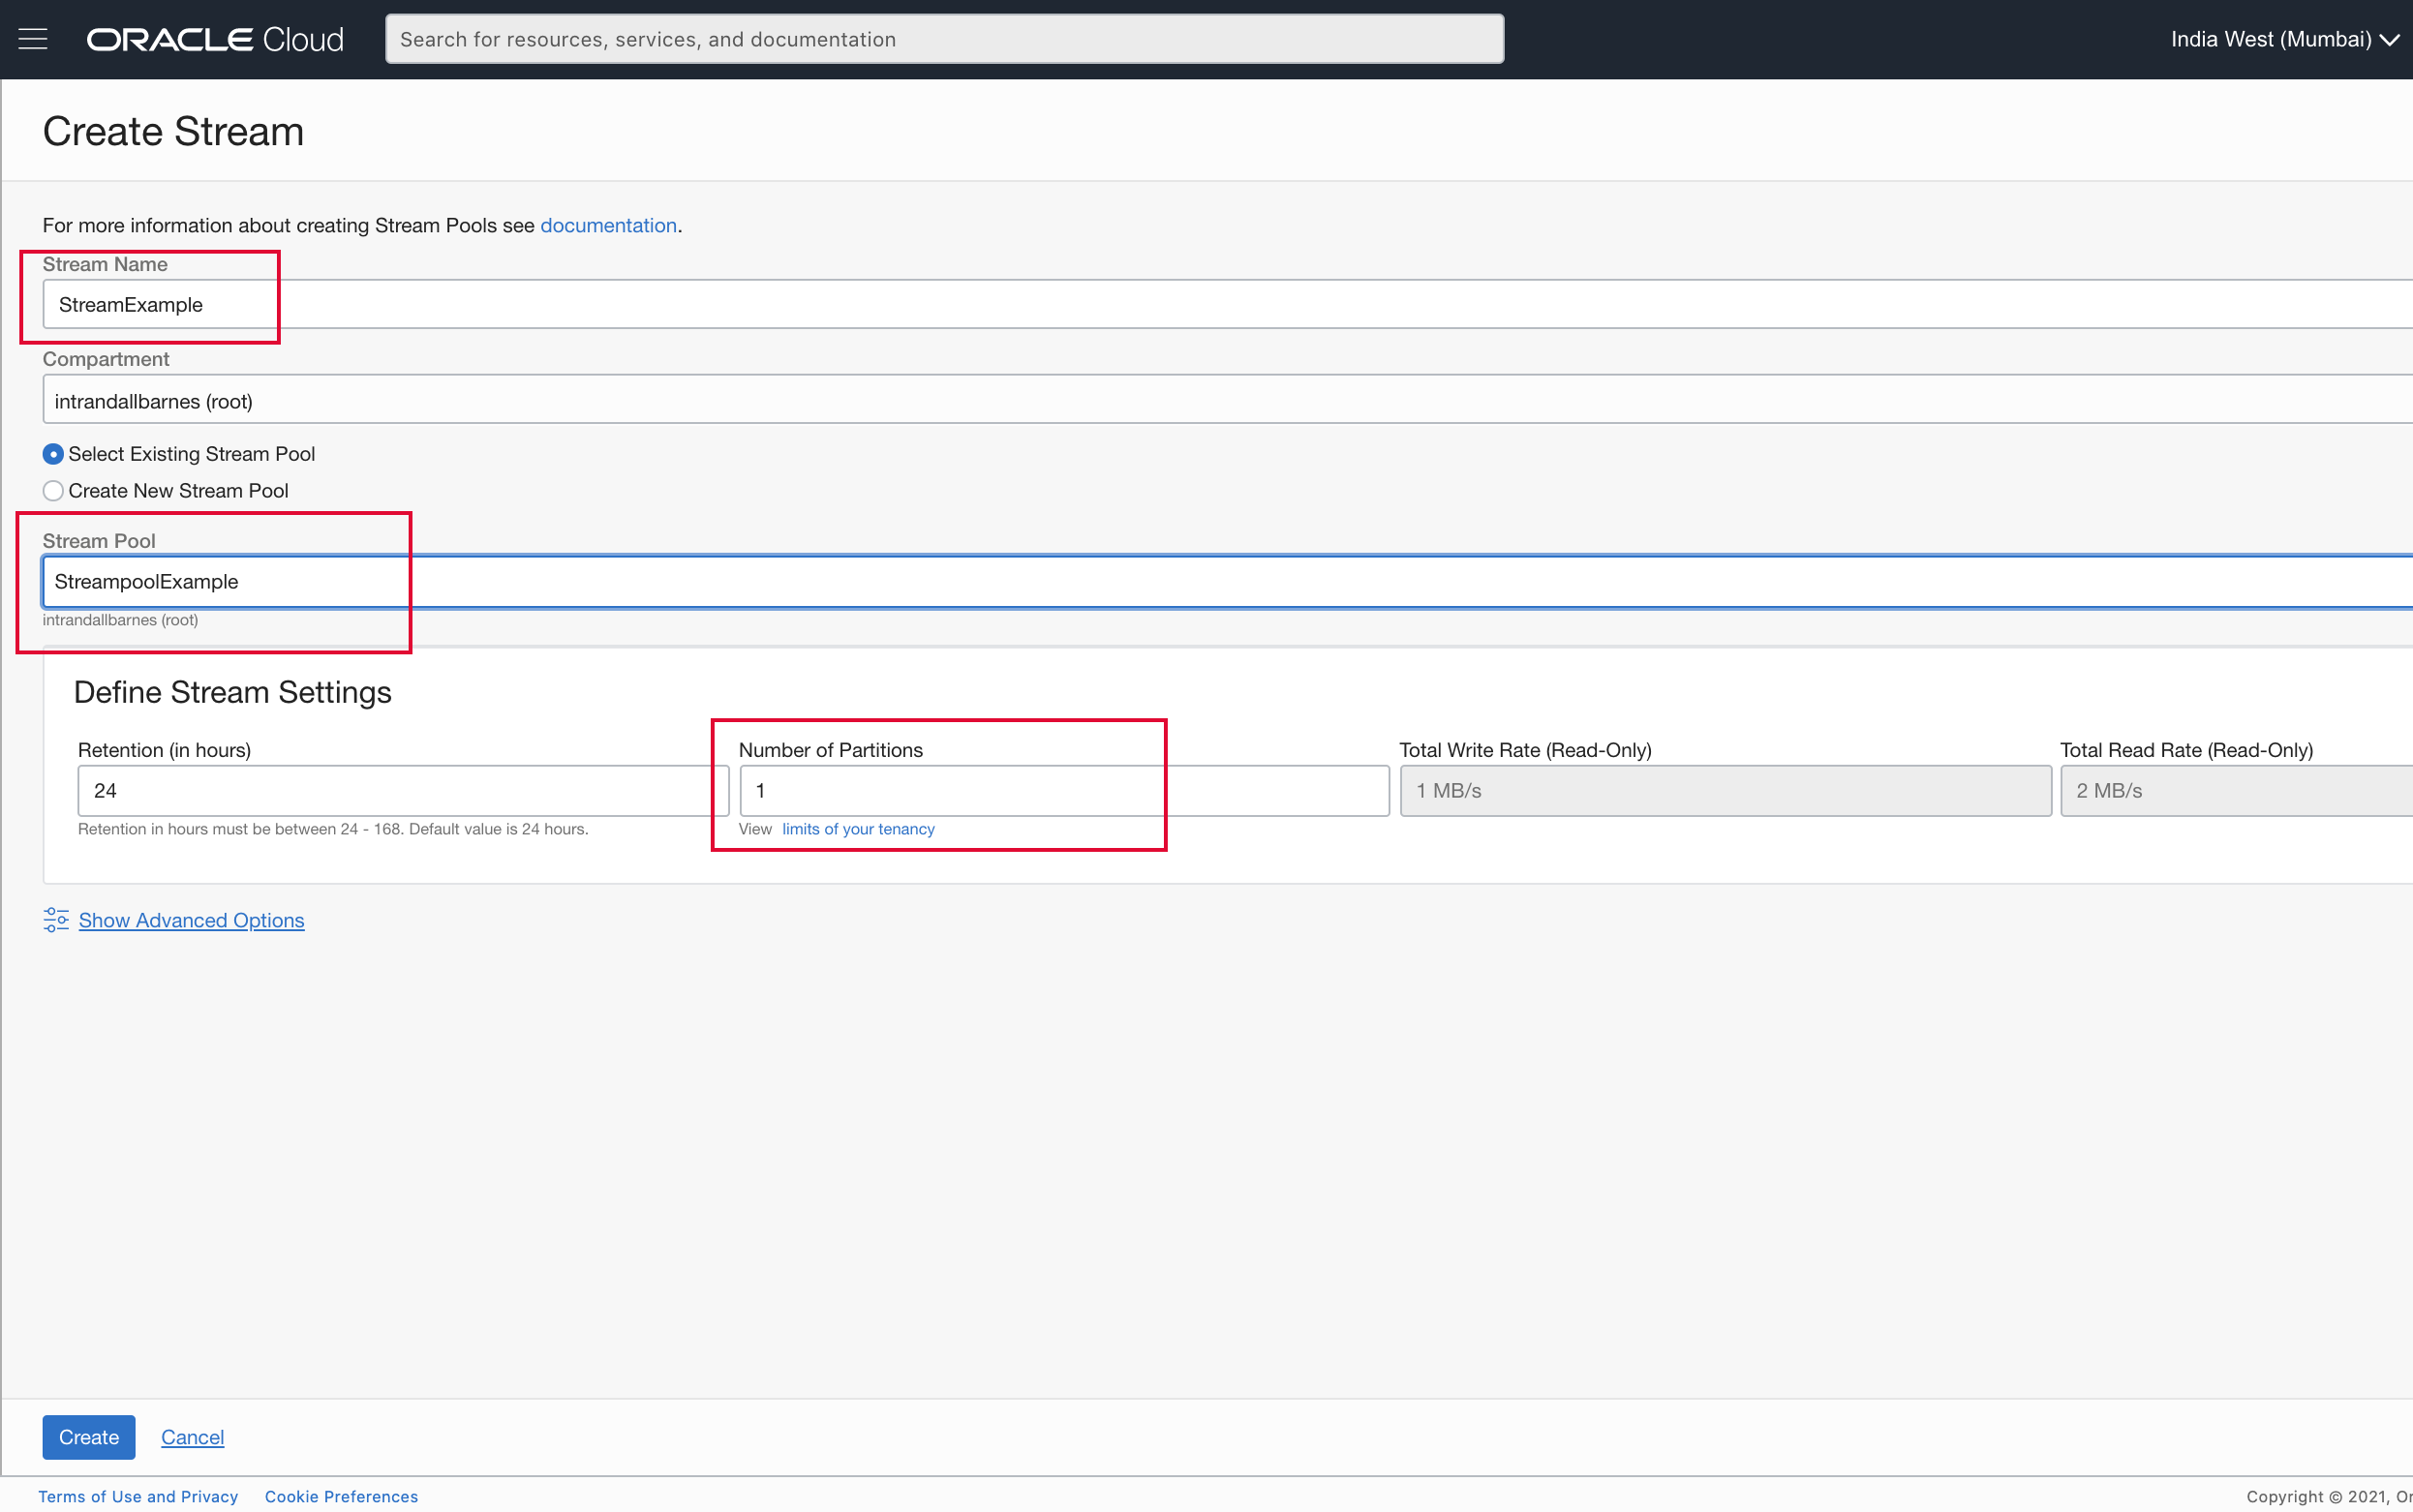 ORACLE Cloud
Search for resources, services, and documentation
India West (Mumbai)
Create Stream
For more information about creating Stream Pools see documentation.
Stream Name
StreamExample
Compartment
intrandallbarnes (root)
Select Existing Stream Pool
Create New Stream Pool
Stream Pool
StreampoolExample
intrandallbarnes (root)
Define Stream Settings
Retention (in hours) Number of Partitions Total Write Rate (Read-Only) Total Read Rate (Read-Only)
24 1 1 MB/s 2 MB/s
Retention in hours must be between 24 - 168. Default value is 24 hours. View limits of your tenancy
Show Advanced Options
Create Cancel
Terms of Use and Privacy Cookie Preferences Copyright © 2021,